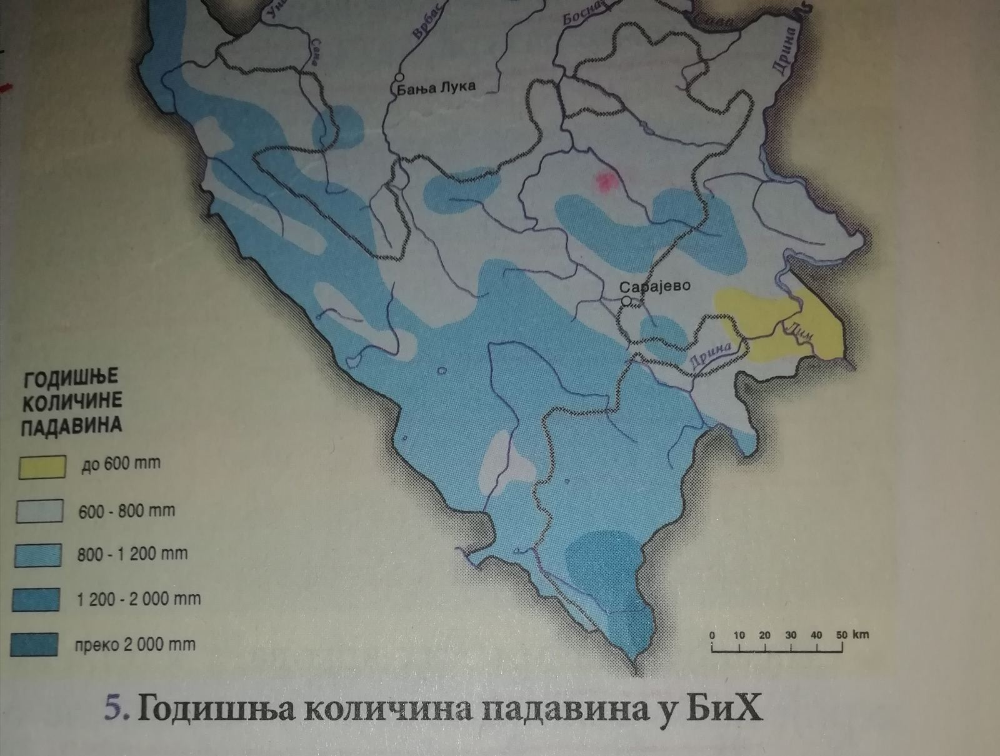 Сана
Врбас
Босна
Сава
Дрина
Бања Лука
Сарајево
Лим
Дрина
ГОДИШЊЕ
КОЛИЧИНЕ
ПАДАВИНА
до 600 mm
600 - 800 mm
800 - 1 200 mm
1 200 - 2 000 mm
преко 2 000 mm
0 10 20 30 40 50 km
5. Годишња количина падавина у БиХ